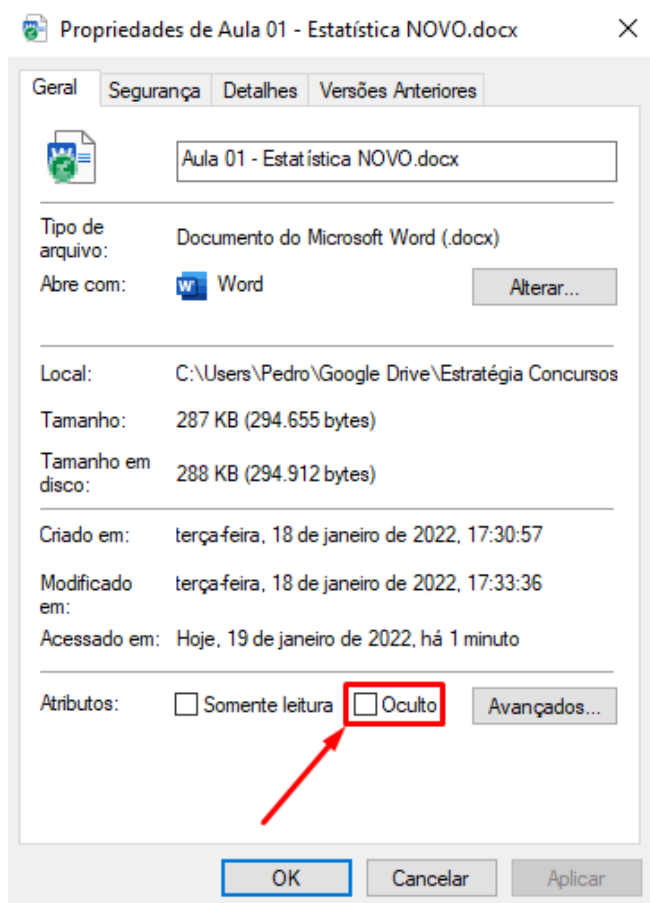 Propriedades de Aula 01 - Estatística NOVO.docx
Geral Segurança Detalhes Versões Anteriores
Aula 01 - Estatística NOVO.docx
Tipo de arquivo: Documento do Microsoft Word (.docx)
Abre com: Word Alterar...
Local: C:\Users\Pedro\Google Drive\Estratégia Concursos
Tamanho: 287 KB (294.655 bytes)
Tamanho em disco: 288 KB (294.912 bytes)
Criado em: terça-feira, 18 de janeiro de 2022, 17:30:57
Modificado em: terça-feira, 18 de janeiro de 2022, 17:33:36
Acessado em: Hoje, 19 de janeiro de 2022, há 1 minuto
Atributos: Somente leitura Oculto Avançados...
OK Cancelar Aplicar